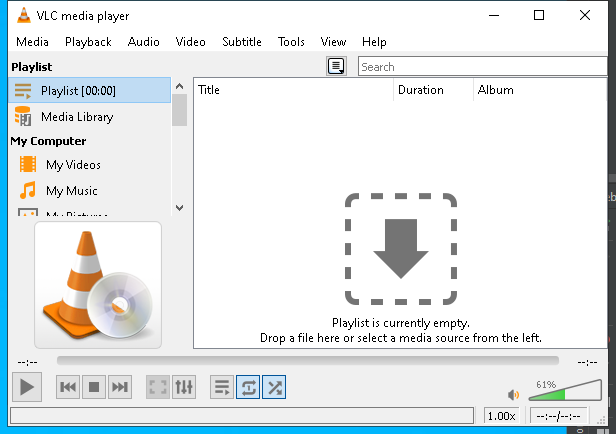 VLC media player
Media Playback Audio Video Subtitle Tools View Help
Playlist
Search
Playlist [00:00]
Title Duration Album
Media Library
My Computer
My Videos
My Music
My Pictures
Playlist is currently empty.
Drop a file here or select a media source from the left.
--:-- --:--
61%
1.00x --:--/--:--